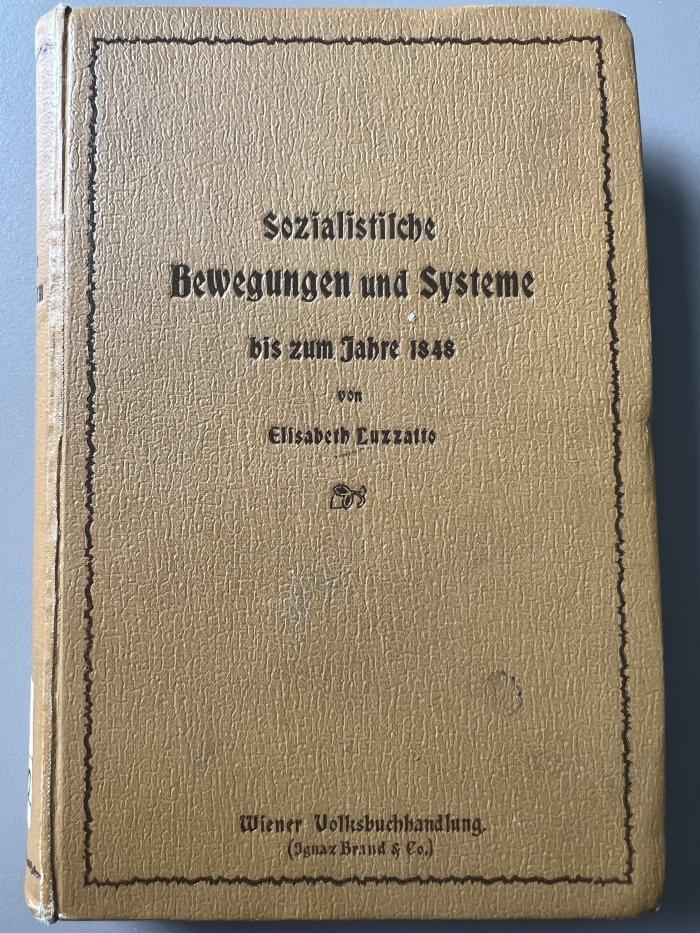 Sozialistiſche
Bewegungen und Systeme
bis zum Jahre 1848
von
Elisabeth Luzzatto
Wiener Volksbuchhandlung.
(Ignaz Brand & Co.)